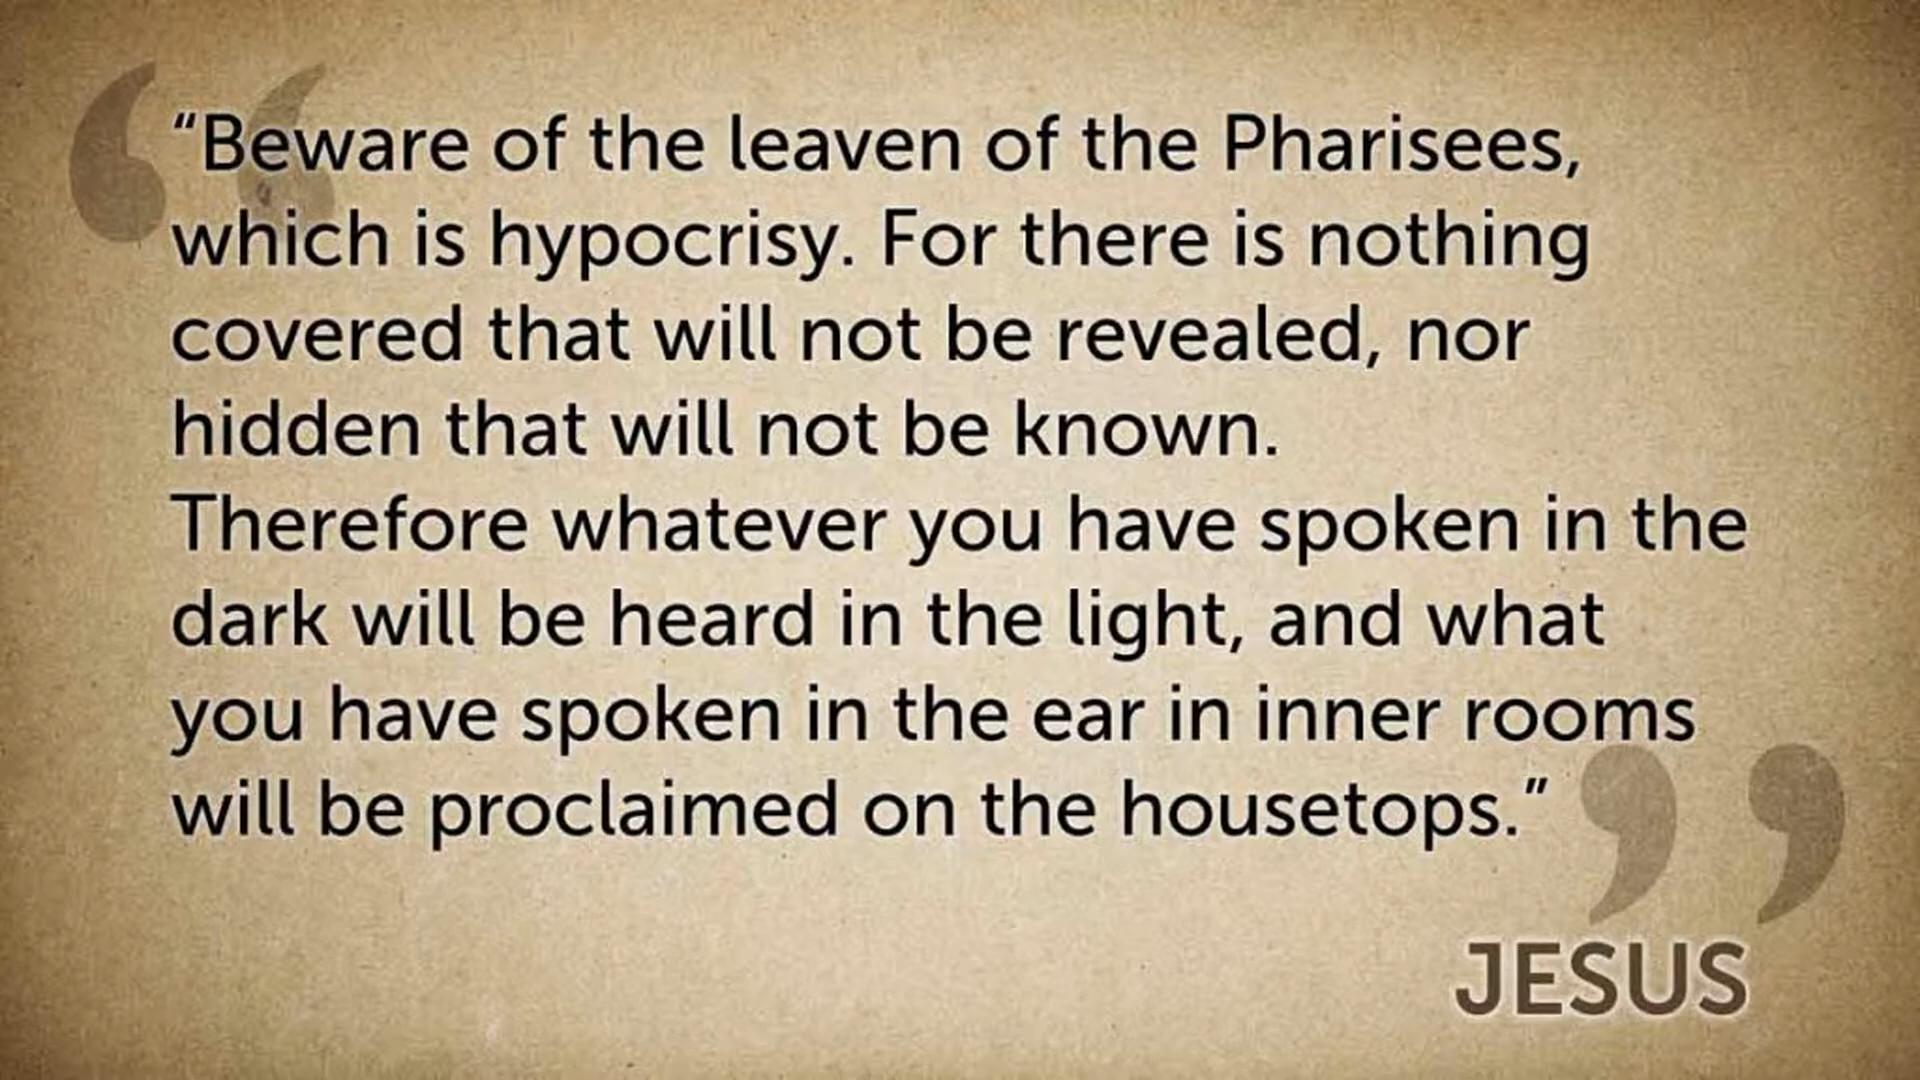 “Beware of the leaven of the Pharisees,
which is hypocrisy. For there is nothing
covered that will not be revealed, nor
hidden that will not be known.
Therefore whatever you have spoken in the
dark will be heard in the light, and what
you have spoken in the ear in inner rooms
will be proclaimed on the housetops.”
JESUS